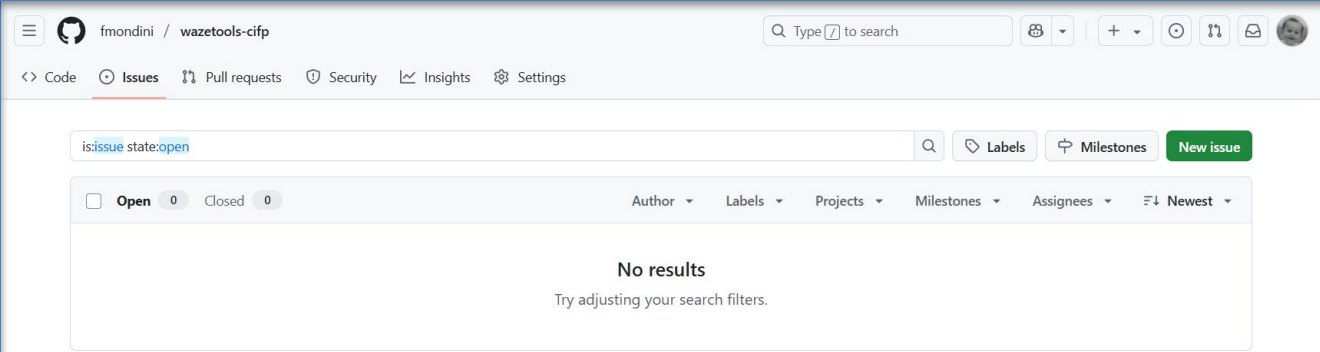 fmondini / wazetools-cifp Type / to search
Code Issues Pull requests Security Insights Settings
is:issue state:open Labels Milestones New issue
Open 0 Closed 0 Author Labels Projects Milestones Assignees Newest
No results
Try adjusting your search filters.